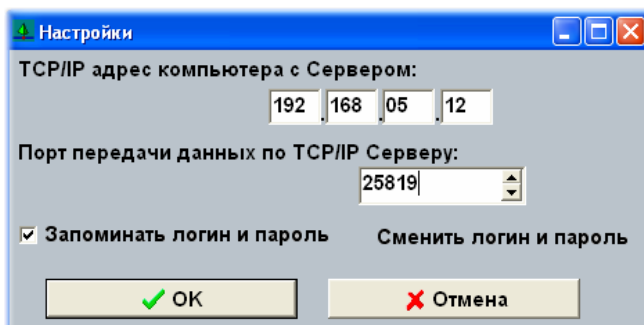 Настройки
TCP/IP адрес компьютера с Сервером:
192.168.05.12
Порт передачи данных по TCP/IP Серверу:
25819
Запоминать логин и пароль Сменить логин и пароль
OK Отмена